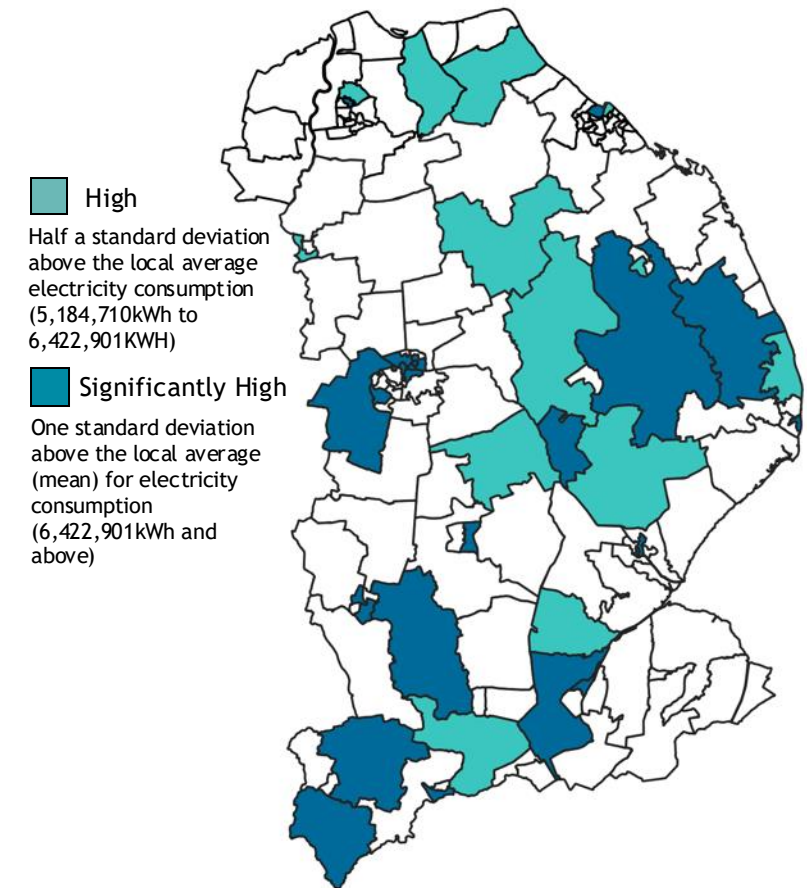 High
Half a standard deviation
above the local average
electricity consumption
(5,184,710kWh to
6,422,901KWH)
Significantly High
One standard deviation
above the local average
(mean) for electricity
consumption
(6,422,901kWh and
above)